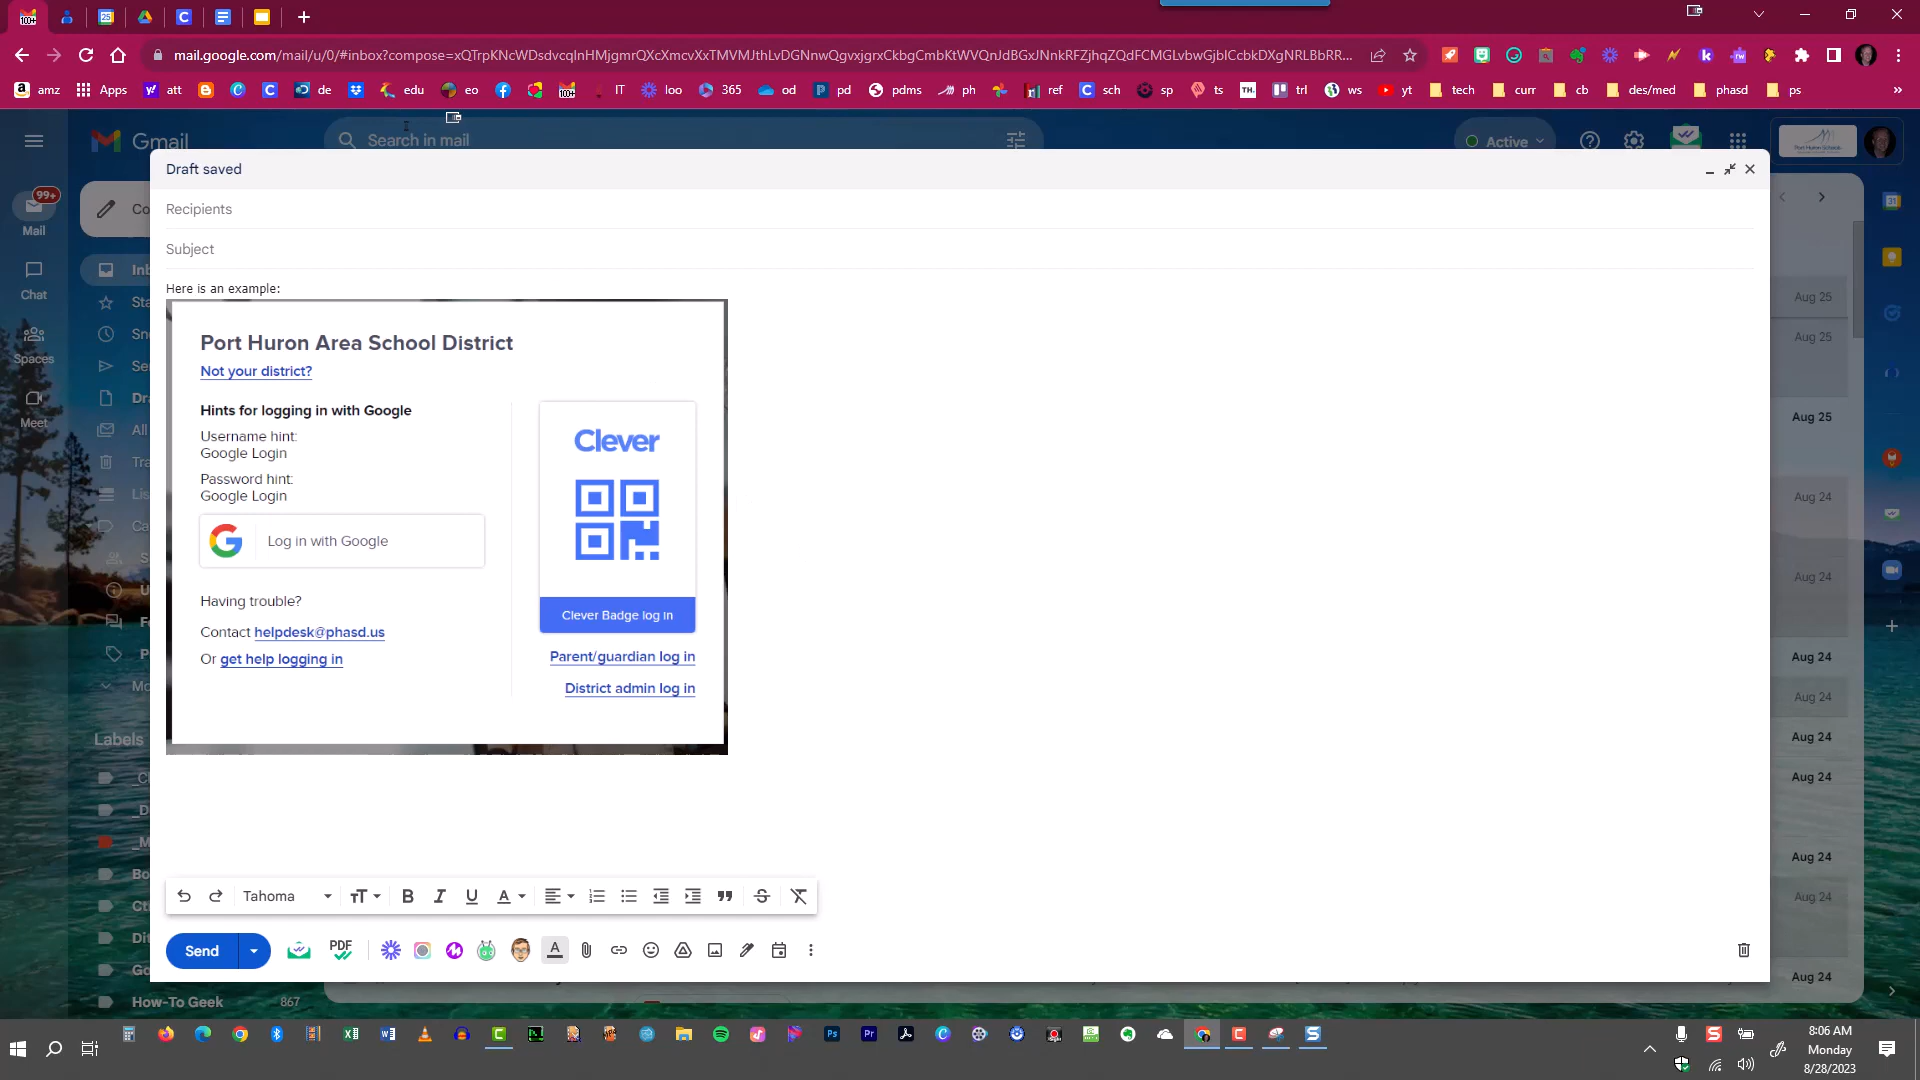 mail.google.com/mail/u/0/#inbox?compose=xQTrpKNcWDsdvcqlnHMjgmrQXcXmcvXxTMVMJthLvDGNnwQgvxjgrxCkbgCmbKtWVQnJdBGxJNnkRFZjhqZQdFCMGLvbwGjblCcbkDXgNRLBbRR...
amz Apps att de edu eo IT loo 365 od pd pdms ph ref sch sp ts trl ws yt tech curr cb des/med phasd ps »
Gmail
Search in mail
Active
Draft saved
Recipients
Subject
99+
Mail
Chat
Spaces
Meet
Labels
How-To Geek 867
Here is an example:
Port Huron Area School District
Not your district?
Hints for logging in with Google
Username hint:
Google Login
Password hint:
Google Login
Log in with Google
Having trouble?
Contact helpdesk@phasd.us
Or get help logging in
Clever
Clever Badge log in
Parent/guardian log in
District admin log in
Aug 25
Aug 25
Aug 25
Aug 24
Aug 24
Aug 24
Aug 24
Aug 24
Aug 24
Aug 24
Aug 24
Aug 24
Tahoma
Send
PDF
8:06 AM
Monday
8/28/2023